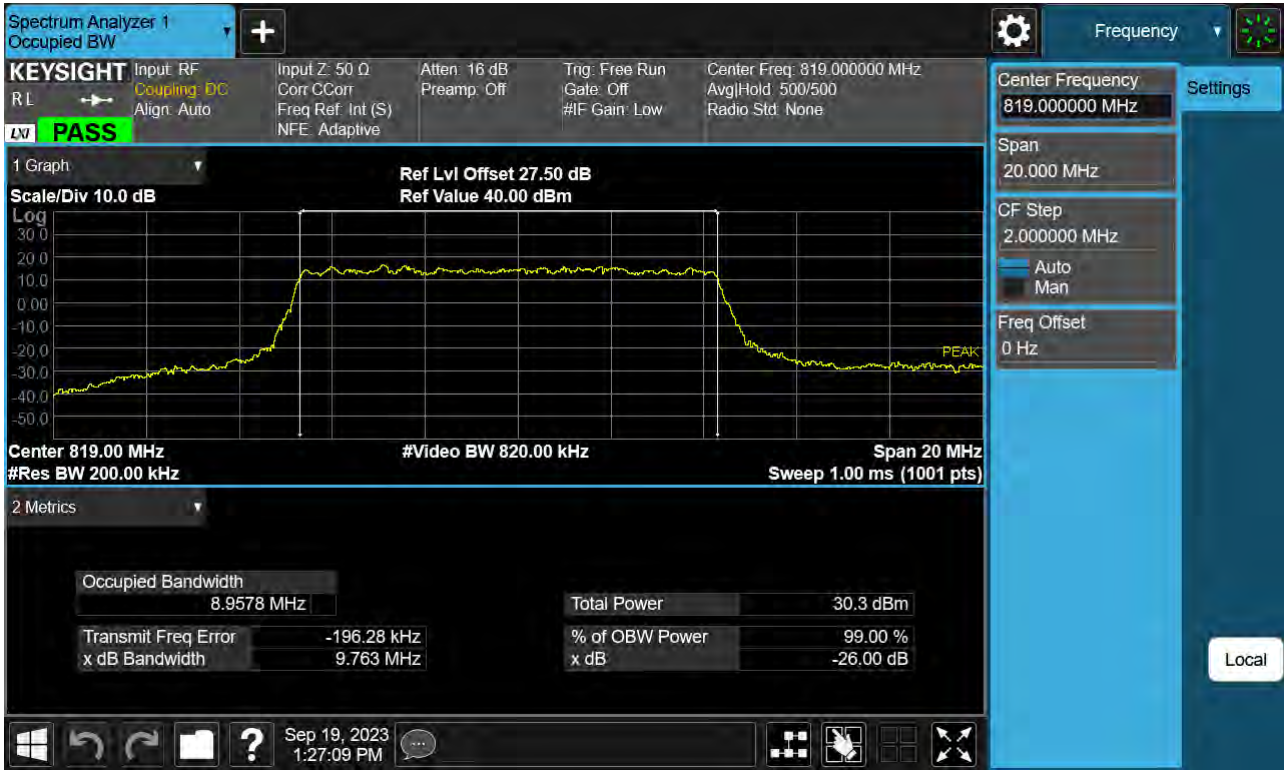 Spectrum Analyzer 1
Occupied BW
Frequency
KEYSIGHT
R L
LXI
PASS
Input: RF
Coupling: DC
Align: Auto
Input Z: 50 Ω
Corr CCorr
Freq Ref: Int (S)
NFE: Adaptive
Atten: 16 dB
Preamp: Off
Trig: Free Run
Gate: Off
#IF Gain: Low
Center Freq: 819.000000 MHz
Avg|Hold: 500/500
Radio Std: None
1 Graph
Scale/Div 10.0 dB
Ref Lvl Offset 27.50 dB
Ref Value 40.00 dBm
Log
30.0
20.0
10.0
0.00
-10.0
-20.0
-30.0
-40.0
-50.0
PEAK
Center 819.00 MHz
#Video BW 820.00 kHz
Span 20 MHz
#Res BW 200.00 kHz
Sweep 1.00 ms (1001 pts)
2 Metrics
Occupied Bandwidth
8.9578 MHz
Transmit Freq Error -196.28 kHz
x dB Bandwidth 9.763 MHz
Total Power 30.3 dBm
% of OBW Power 99.00 %
x dB -26.00 dB
Center Frequency
819.000000 MHz
Settings
Span
20.000 MHz
CF Step
2.000000 MHz
Auto
Man
Freq Offset
0 Hz
Local
?
Sep 19, 2023
1:27:09 PM